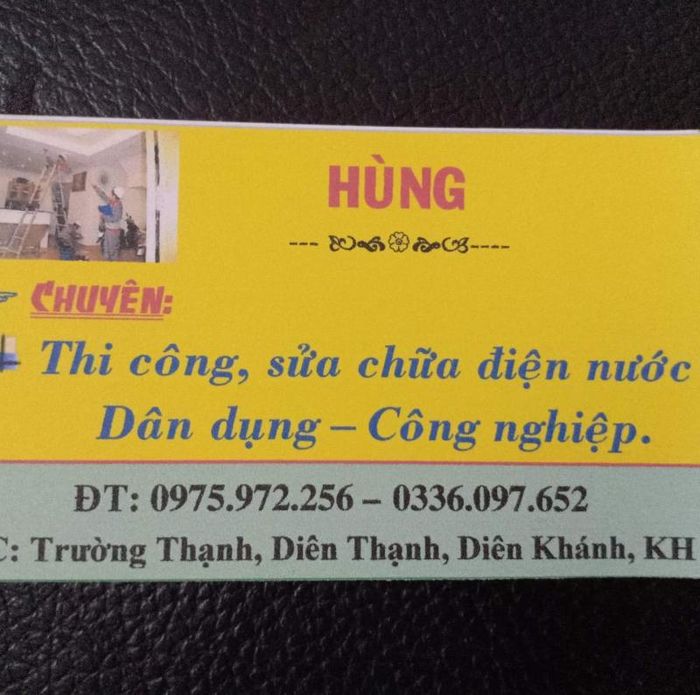 HÙNG
CHUYÊN:
Thi công, sửa chữa điện nước
Dân dụng – Công nghiệp.
ĐT: 0975.972.256 – 0336.097.652
C: Trường Thạnh, Diên Thạnh, Diên Khánh, KH